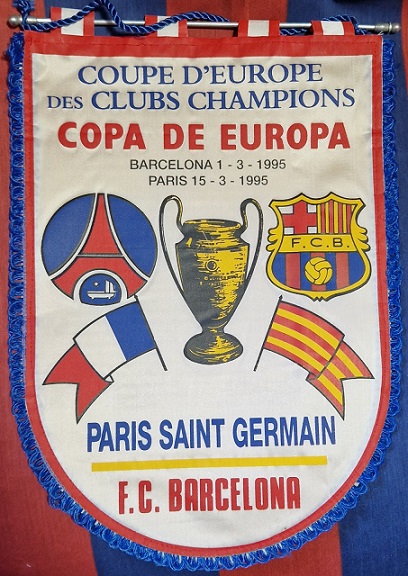 COUPE D'EUROPE
DES CLUBS CHAMPIONS
COPA DE EUROPA
BARCELONA 1 - 3 - 1995
PARIS 15 - 3 - 1995
F.C.B.
PARIS SAINT GERMAIN
F.C. BARCELONA